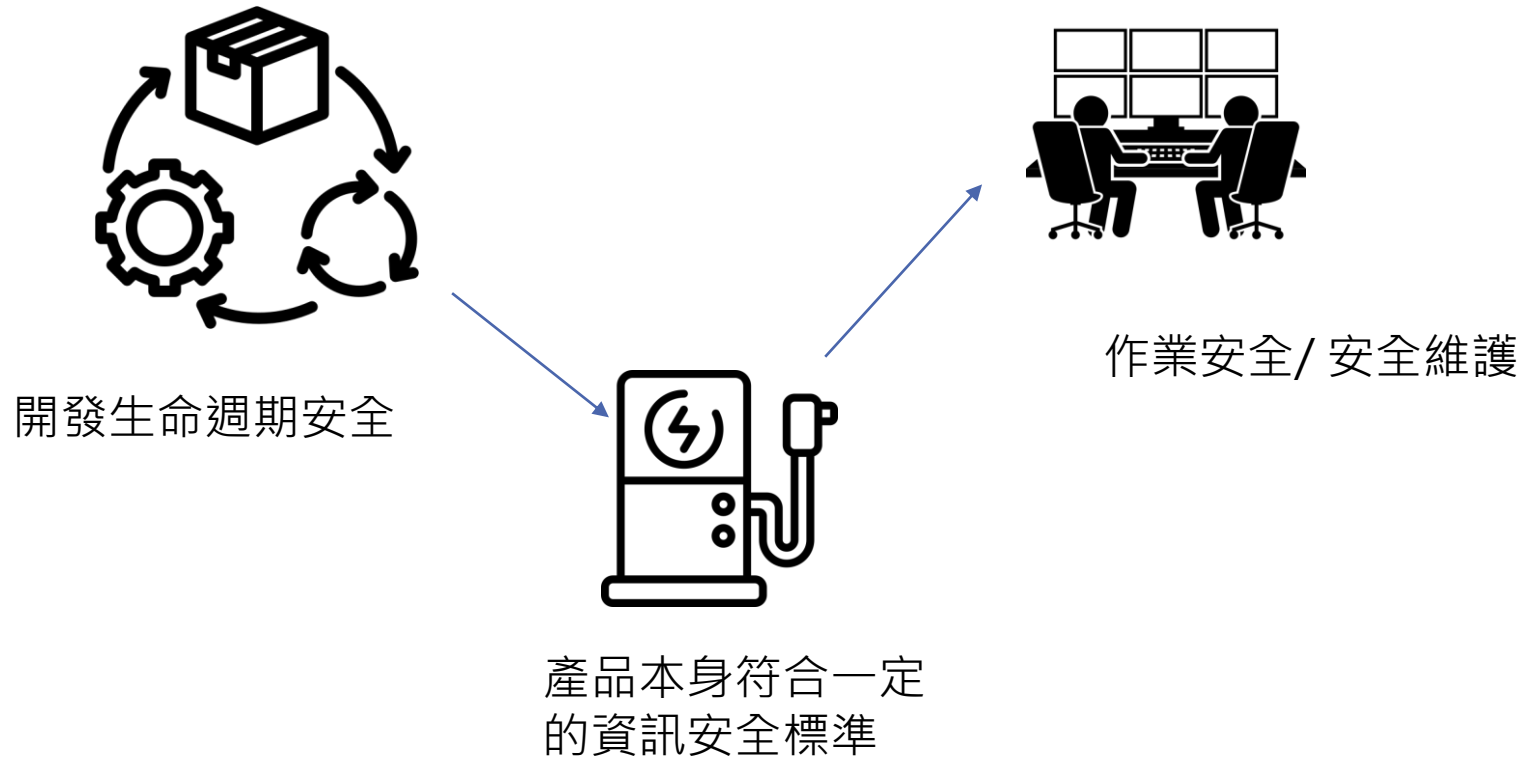 開發生命週期安全
作業安全/ 安全維護
產品本身符合一定
的資訊安全標準